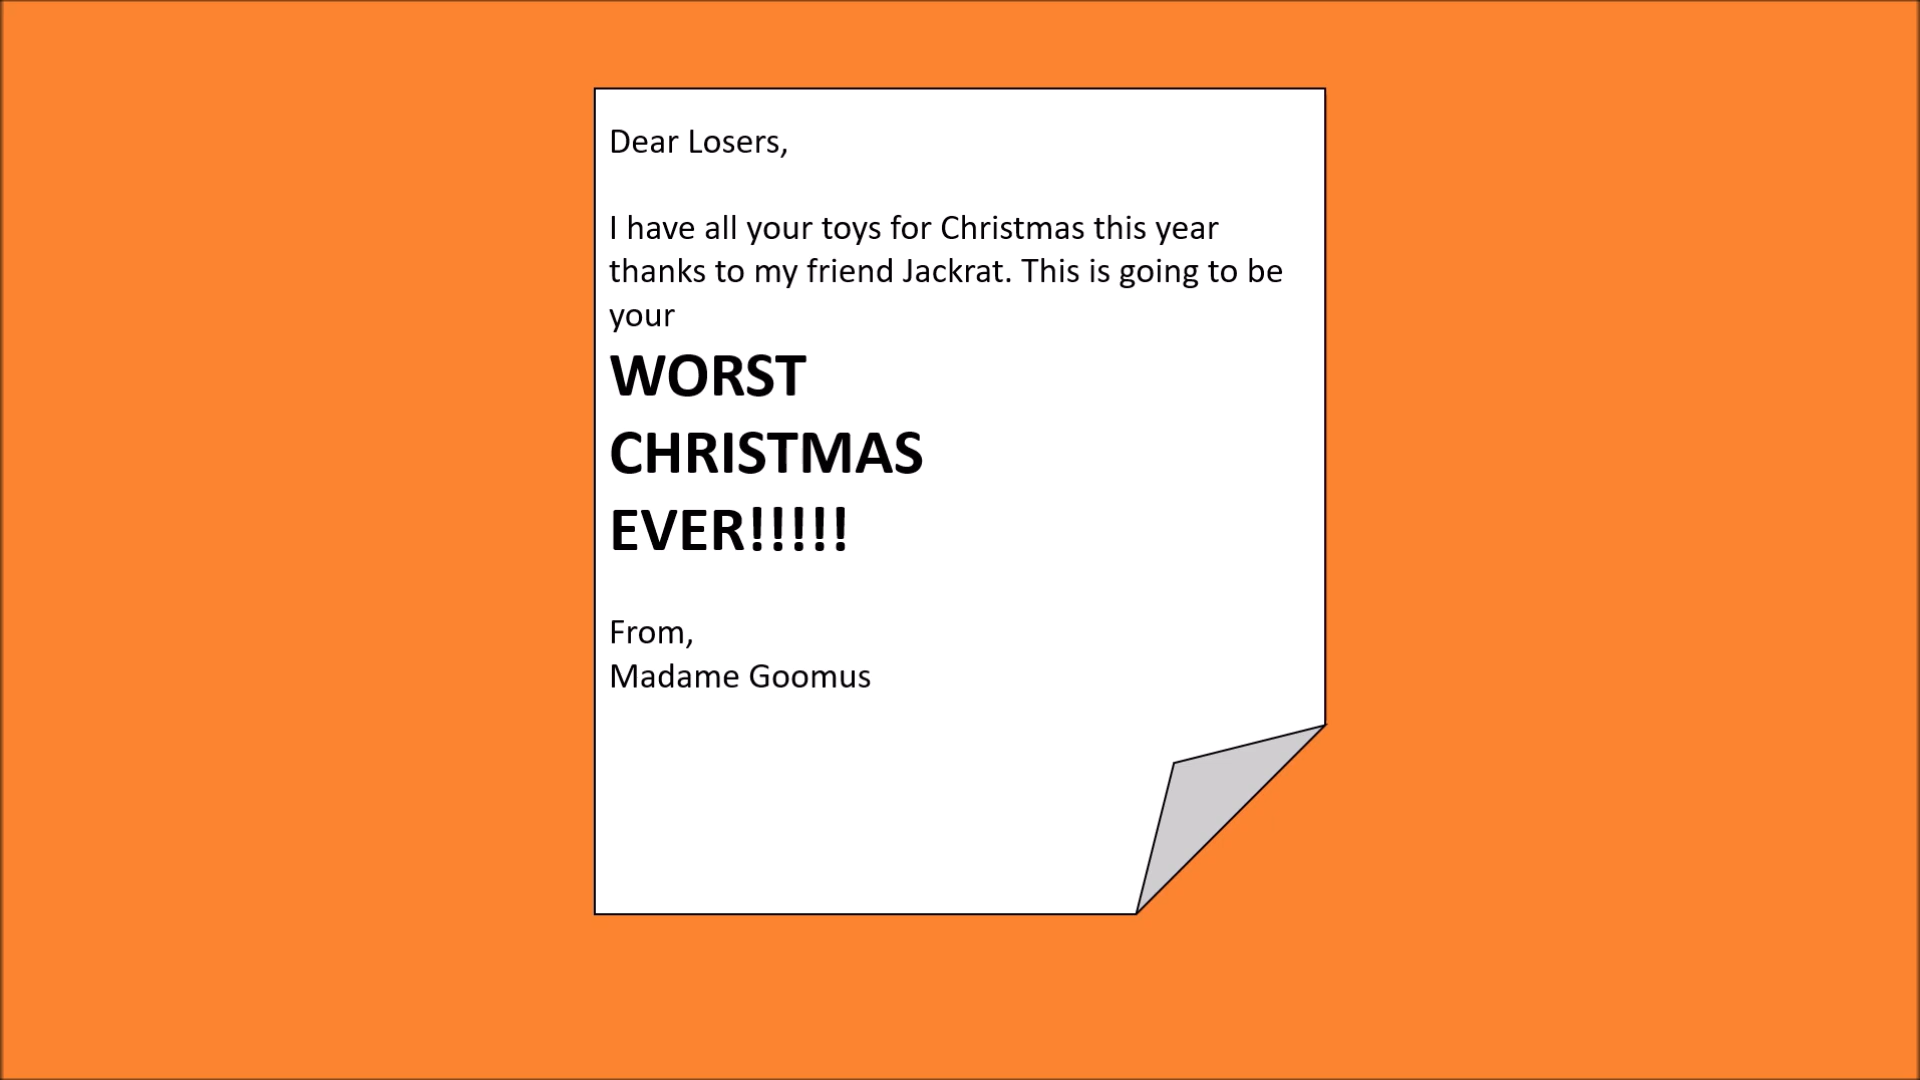 Dear Losers,
I have all your toys for Christmas this year
thanks to my friend Jackrat. This is going to be
your
WORST
CHRISTMAS
EVER!!!!!
From,
Madame Goomus